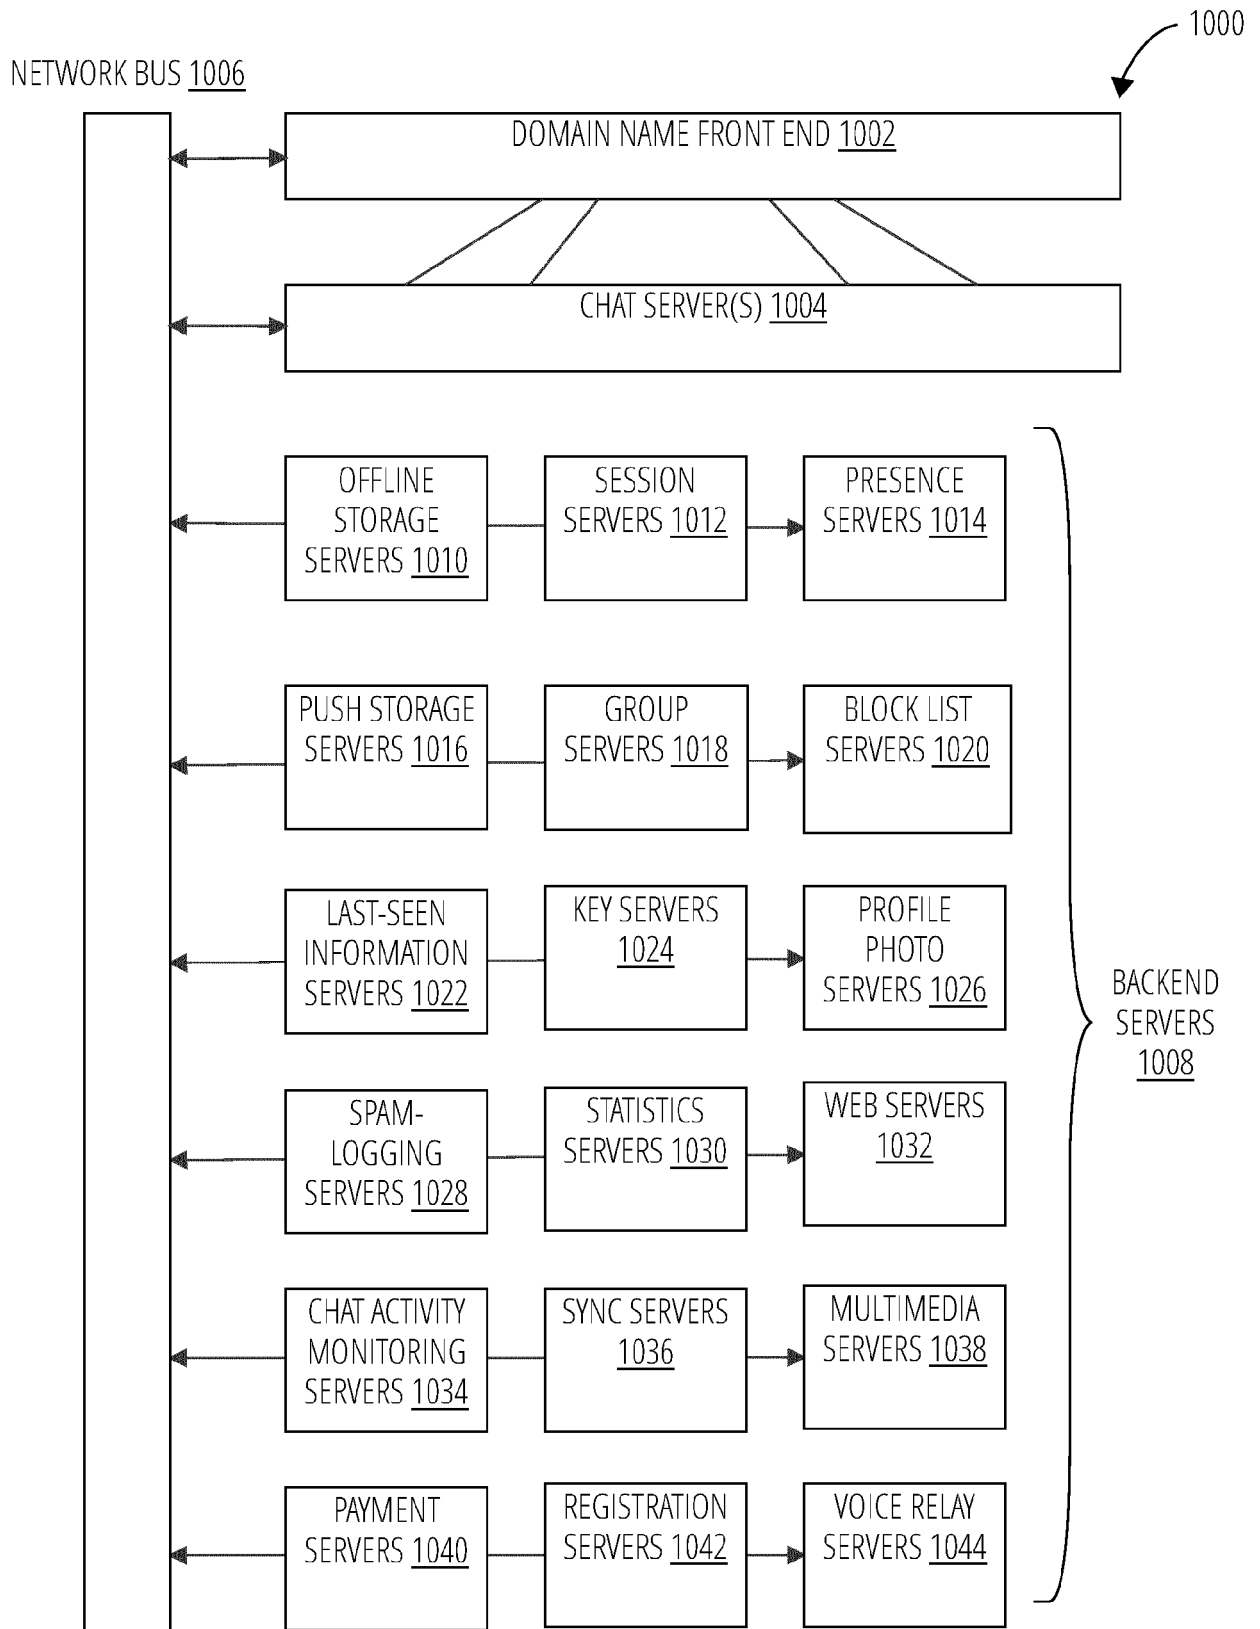 1000
NETWORK BUS 1006
DOMAIN NAME FRONT END 1002
CHAT SERVER(S) 1004
OFFLINE
STORAGE
SERVERS 1010
SESSION
SERVERS 1012
PRESENCE
SERVERS 1014
PUSH STORAGE
SERVERS 1016
GROUP
SERVERS 1018
BLOCK LIST
SERVERS 1020
LAST-SEEN
INFORMATION
SERVERS 1022
KEY SERVERS
1024
PROFILE
PHOTO
SERVERS 1026
BACKEND
SERVERS
1008
SPAM-
LOGGING
SERVERS 1028
STATISTICS
SERVERS 1030
WEB SERVERS
1032
CHAT ACTIVITY
MONITORING
SERVERS 1034
SYNC SERVERS
1036
MULTIMEDIA
SERVERS 1038
PAYMENT
SERVERS 1040
REGISTRATION
SERVERS 1042
VOICE RELAY
SERVERS 1044